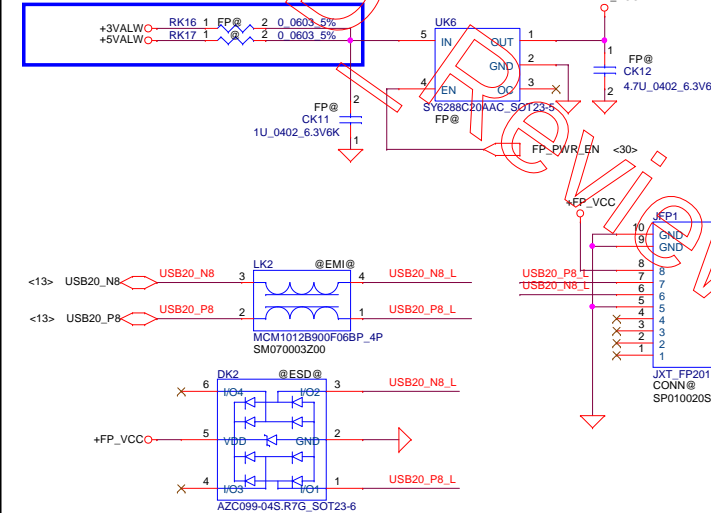 +3VALW RK16 1 FP@ 2 0_0603_5%
+5VALW RK17 1 @ 2 0_0603_5%
UK6
5 IN OUT 1
GND 2
4 EN OC 3
SY6288C20AAC_SOT23-5
FP@
2
FP@
CK11
1U_0402_6.3V6K
1
1
FP@
CK12
4.7U_0402_6.3V6
2
FP_PWR_EN <30>
+FP_VCC
JFP1
10 GND
9 GND
8 8
7 7
6 6
5 5
4 4
3 3
2 2
1 1
USB20_P8_L
USB20_N8_L
JXT_FP201
CONN@
SP010020S
LK2 @EMI@
<13> USB20_N8 USB20_N8 3 4 USB20_N8_L
<13> USB20_P8 USB20_P8 2 1 USB20_P8_L
MCM1012B900F06BP_4P
SM070003Z00
DK2 @ESD@
6 I/O4 I/O2 3 USB20_N8_L
+FP_VCC 5 VDD GND 2
4 I/O3 I/O1 1 USB20_P8_L
AZC099-04S.R7G_SOT23-6